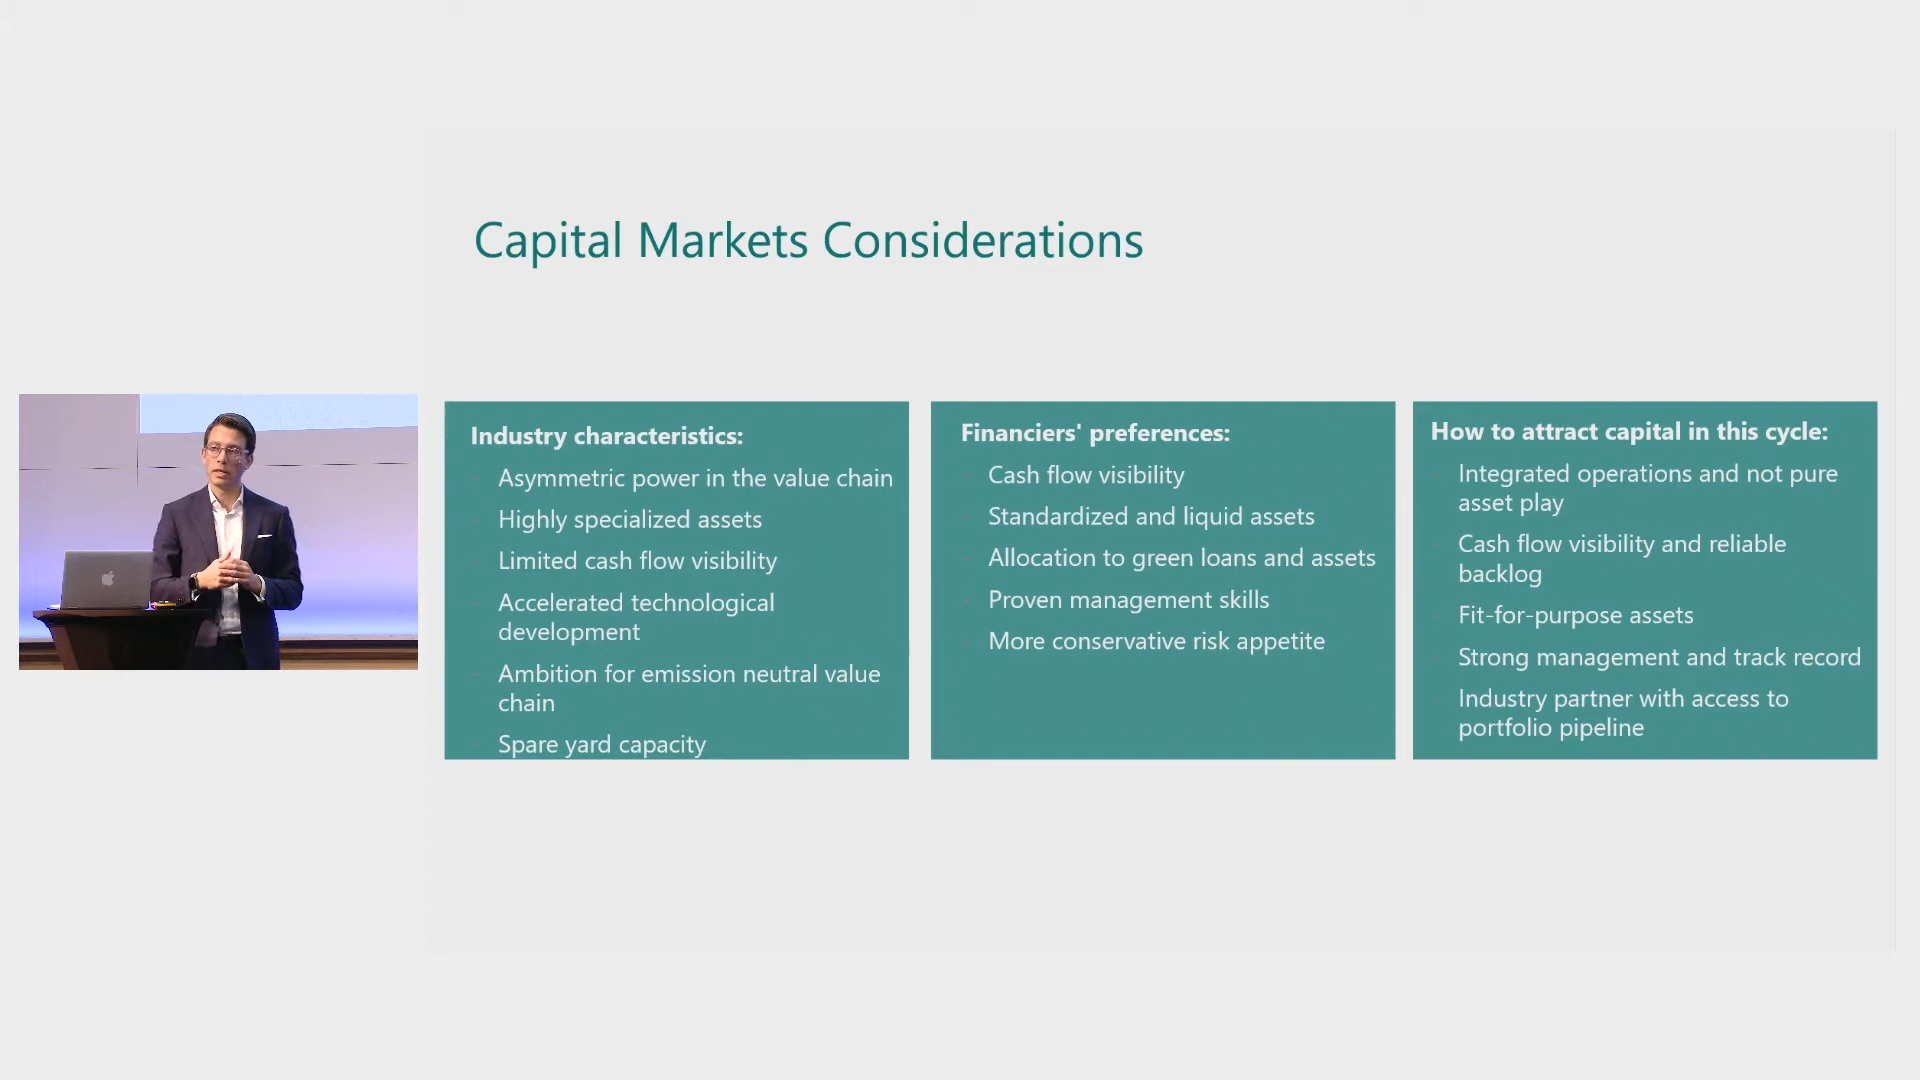 Capital Markets Considerations
Industry characteristics:
Asymmetric power in the value chain
Highly specialized assets
Limited cash flow visibility
Accelerated technological
development
Ambition for emission neutral value
chain
Spare yard capacity
Financiers' preferences:
Cash flow visibility
Standardized and liquid assets
Allocation to green loans and assets
Proven management skills
More conservative risk appetite
How to attract capital in this cycle:
Integrated operations and not pure
asset play
Cash flow visibility and reliable
backlog
Fit-for-purpose assets
Strong management and track record
Industry partner with access to
portfolio pipeline